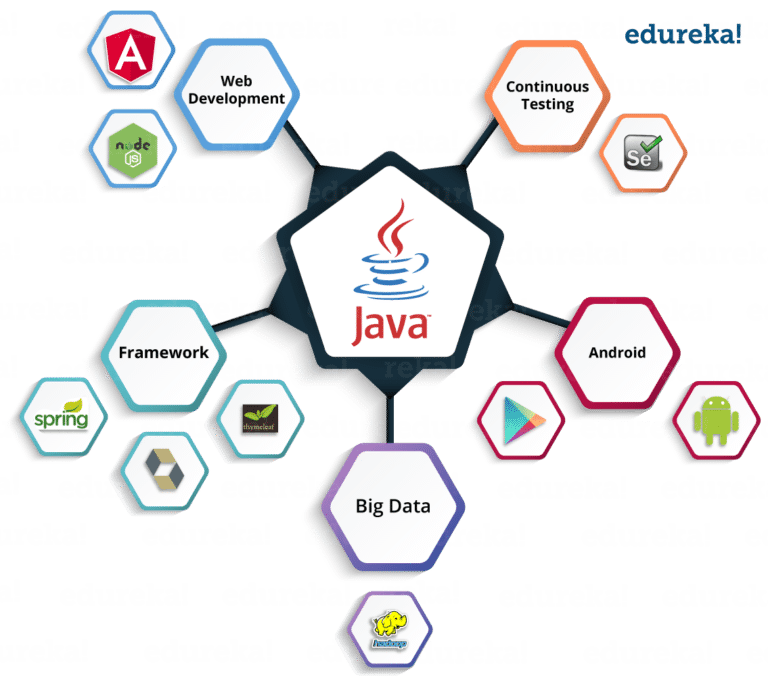 edureka!
Web
Development
Continuous
Testing
node
JS
Se
Java
Framework
Android
spring
thymeleaf
Big Data
hadoop